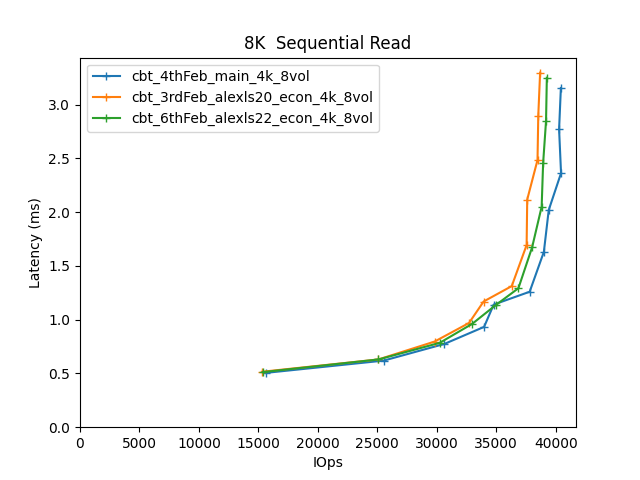 8K  Sequential Read
cbt_4thFeb_main_4k_8vol
cbt_3rdFeb_alexls20_econ_4k_8vol
cbt_6thFeb_alexls22_econ_4k_8vol
Latency (ms)
3.0
2.5
2.0
1.5
1.0
0.5
0.0
0 5000 10000 15000 20000 25000 30000 35000 40000
IOps